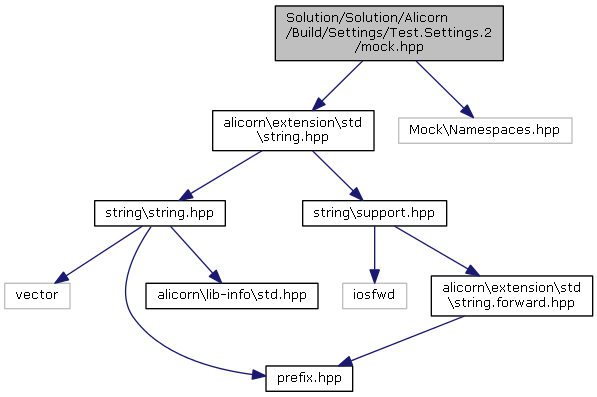 Solution/Solution/Alicorn
/Build/Settings/Test.Settings.2
/mock.hpp
alicorn\extension\std
\string.hpp
Mock\Namespaces.hpp
string\string.hpp
string\support.hpp
vector
alicorn\lib-info\std.hpp
iosfwd
alicorn\extension\std
\string.forward.hpp
prefix.hpp